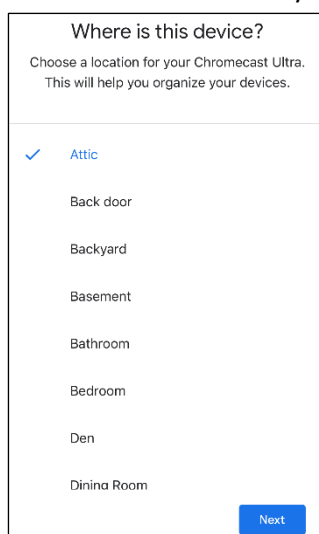 Where is this device?
Choose a location for your Chromecast Ultra.
This will help you organize your devices.
Attic
Back door
Backyard
Basement
Bathroom
Bedroom
Den
Dining Room
Next